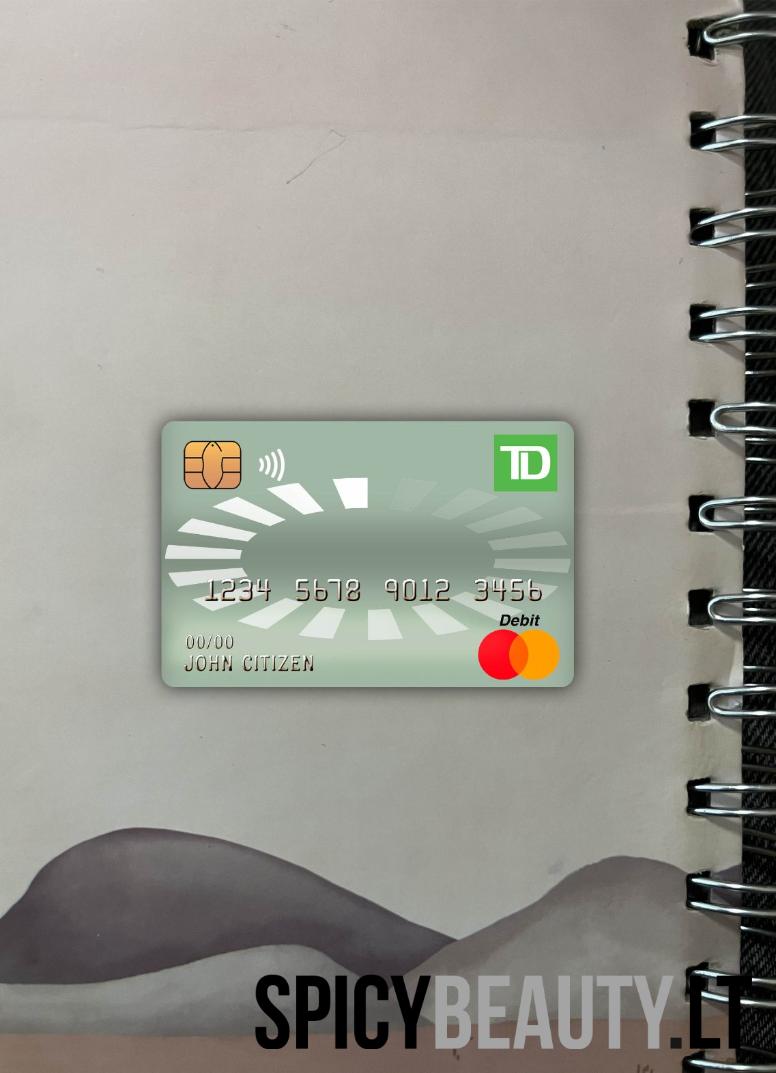 TD
1234 5678 9012 3456
Debit
00/00
JOHN CITIZEN
SPICYBEAUTY.LT